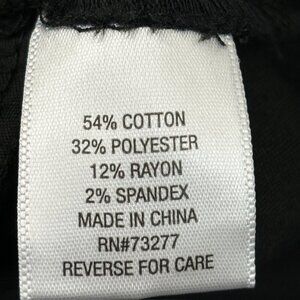 54% COTTON
32% POLYESTER
12% RAYON
2% SPANDEX
MADE IN CHINA
RN#73277
REVERSE FOR CARE